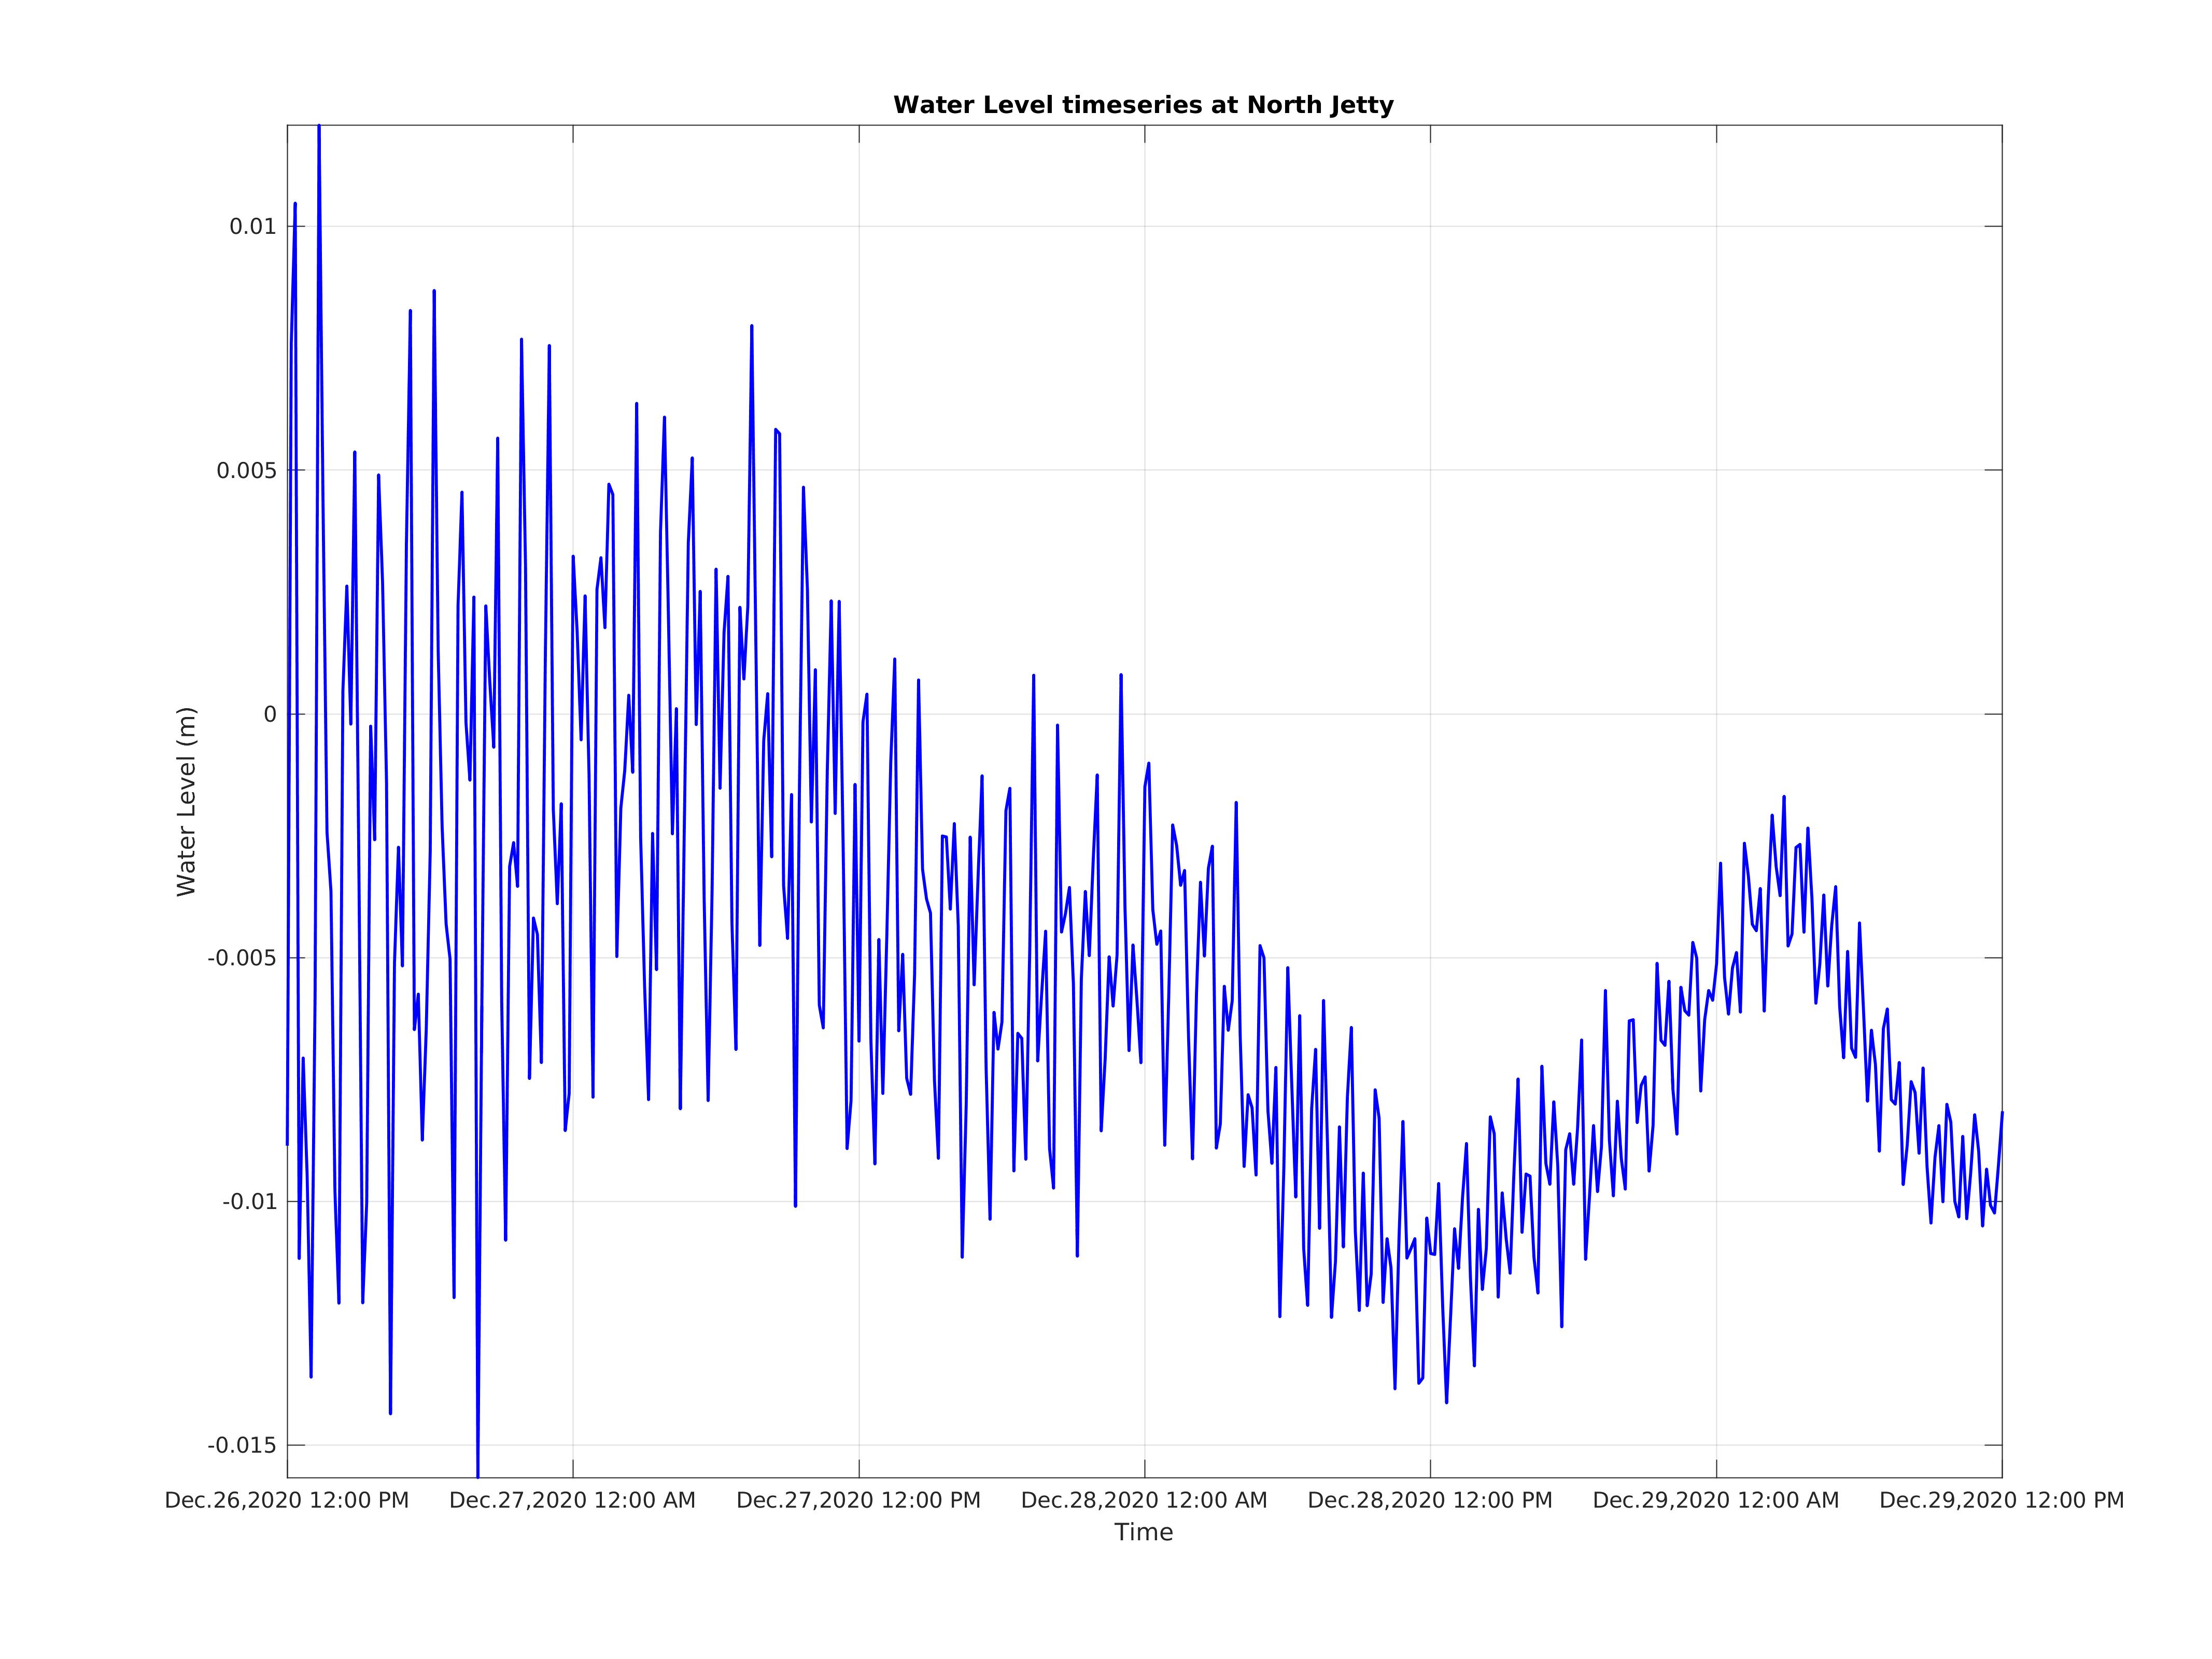 Water Level timeseries at North Jetty
0.01
0.005
0
-0.005
-0.01
-0.015
Water Level (m)
Dec.26,2020 12:00 PM Dec.27,2020 12:00 AM Dec.27,2020 12:00 PM Dec.28,2020 12:00 AM Dec.28,2020 12:00 PM Dec.29,2020 12:00 AM Dec.29,2020 12:00 PM
Time